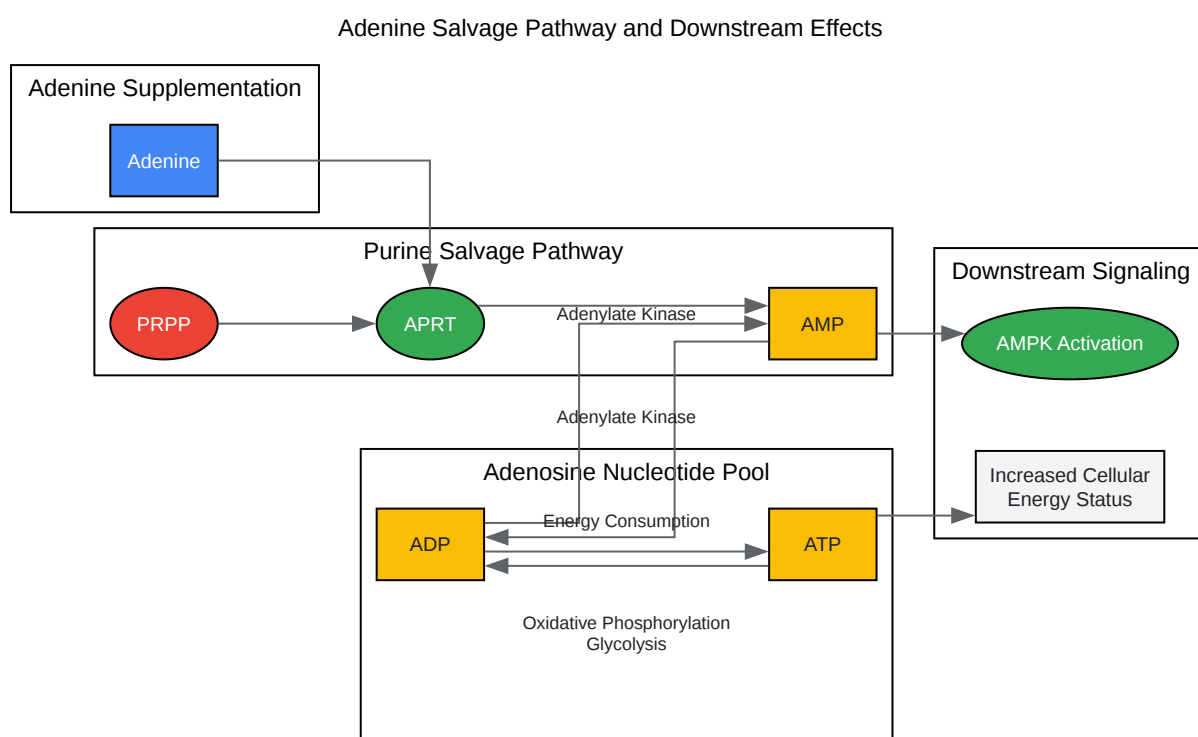 Adenine Salvage Pathway and Downstream Effects
Adenine Supplementation
Adenine
Purine Salvage Pathway
Downstream Signaling
PRPP
APRT
Adenylate Kinase
AMP
AMPK Activation
Adenylate Kinase
Adenosine Nucleotide Pool
Increased Cellular
Energy Status
ADP
Energy Consumption
ATP
Oxidative Phosphorylation
Glycolysis